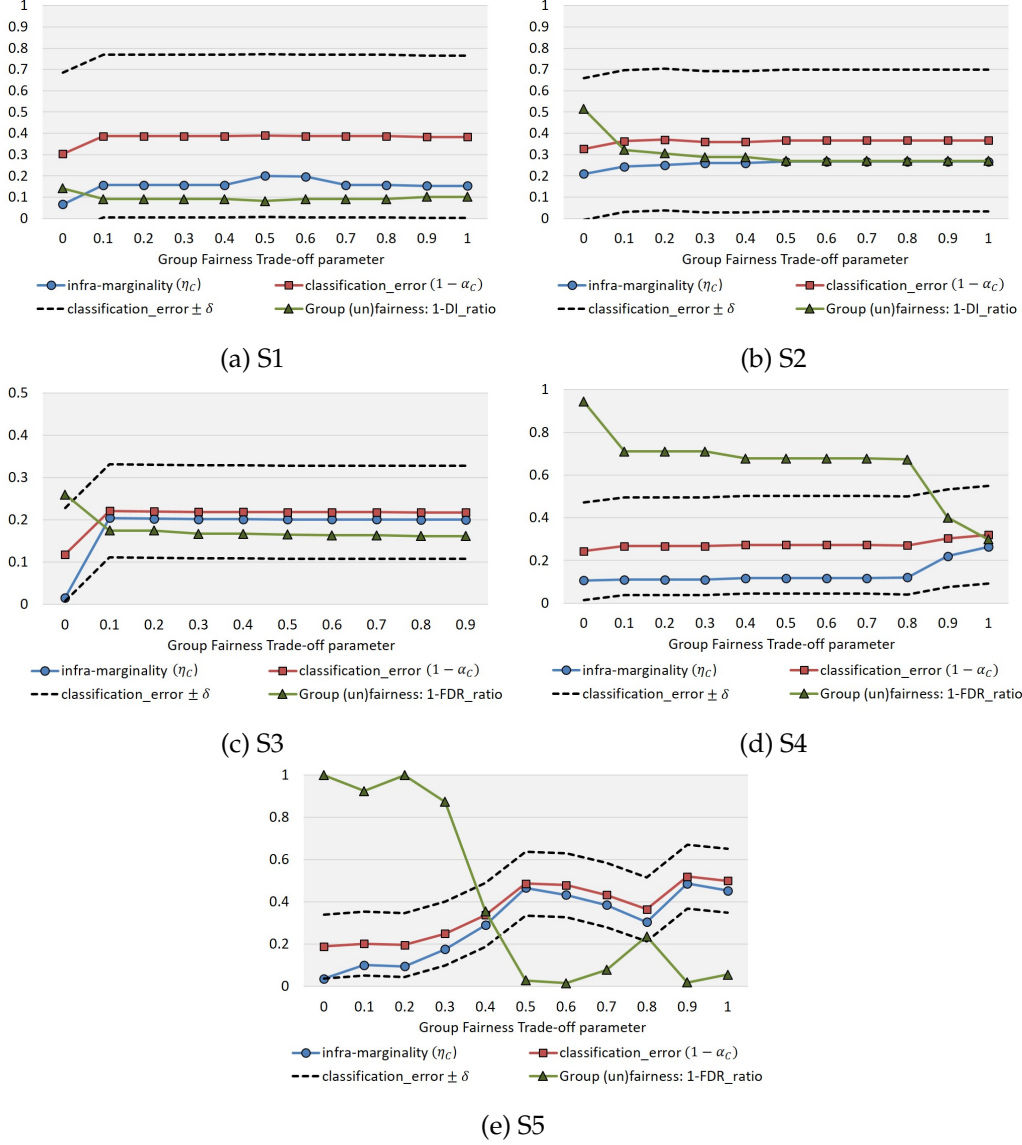 1
0.9
0.8
0.7
0.6
0.5
0.4
0.3
0.2
0.1
0
0 0.1 0.2 0.3 0.4 0.5 0.6 0.7 0.8 0.9 1
Group Fairness Trade-off parameter
infra-marginality (η_C) classification_error (1 − α_C)
classification_error ± δ Group (un)fairness: 1-DI_ratio
(a) S1
1
0.9
0.8
0.7
0.6
0.5
0.4
0.3
0.2
0.1
0
0 0.1 0.2 0.3 0.4 0.5 0.6 0.7 0.8 0.9 1
Group Fairness Trade-off parameter
infra-marginality (η_C) classification_error (1 − α_C)
classification_error ± δ Group (un)fairness: 1-DI_ratio
(b) S2
0.5
0.4
0.3
0.2
0.1
0
0 0.1 0.2 0.3 0.4 0.5 0.6 0.7 0.8 0.9
Group Fairness Trade-off parameter
infra-marginality (η_C) classification_error (1 − α_C)
classification_error ± δ Group (un)fairness: 1-FDR_ratio
(c) S3
1
0.8
0.6
0.4
0.2
0
0 0.1 0.2 0.3 0.4 0.5 0.6 0.7 0.8 0.9 1
Group Fairness Trade-off parameter
infra-marginality (η_C) classification_error (1 − α_C)
classification_error ± δ Group (un)fairness: 1-FDR_ratio
(d) S4
1
0.8
0.6
0.4
0.2
0
0 0.1 0.2 0.3 0.4 0.5 0.6 0.7 0.8 0.9 1
Group Fairness Trade-off parameter
infra-marginality (η_C) classification_error (1 − α_C)
classification_error ± δ Group (un)fairness: 1-FDR_ratio
(e) S5